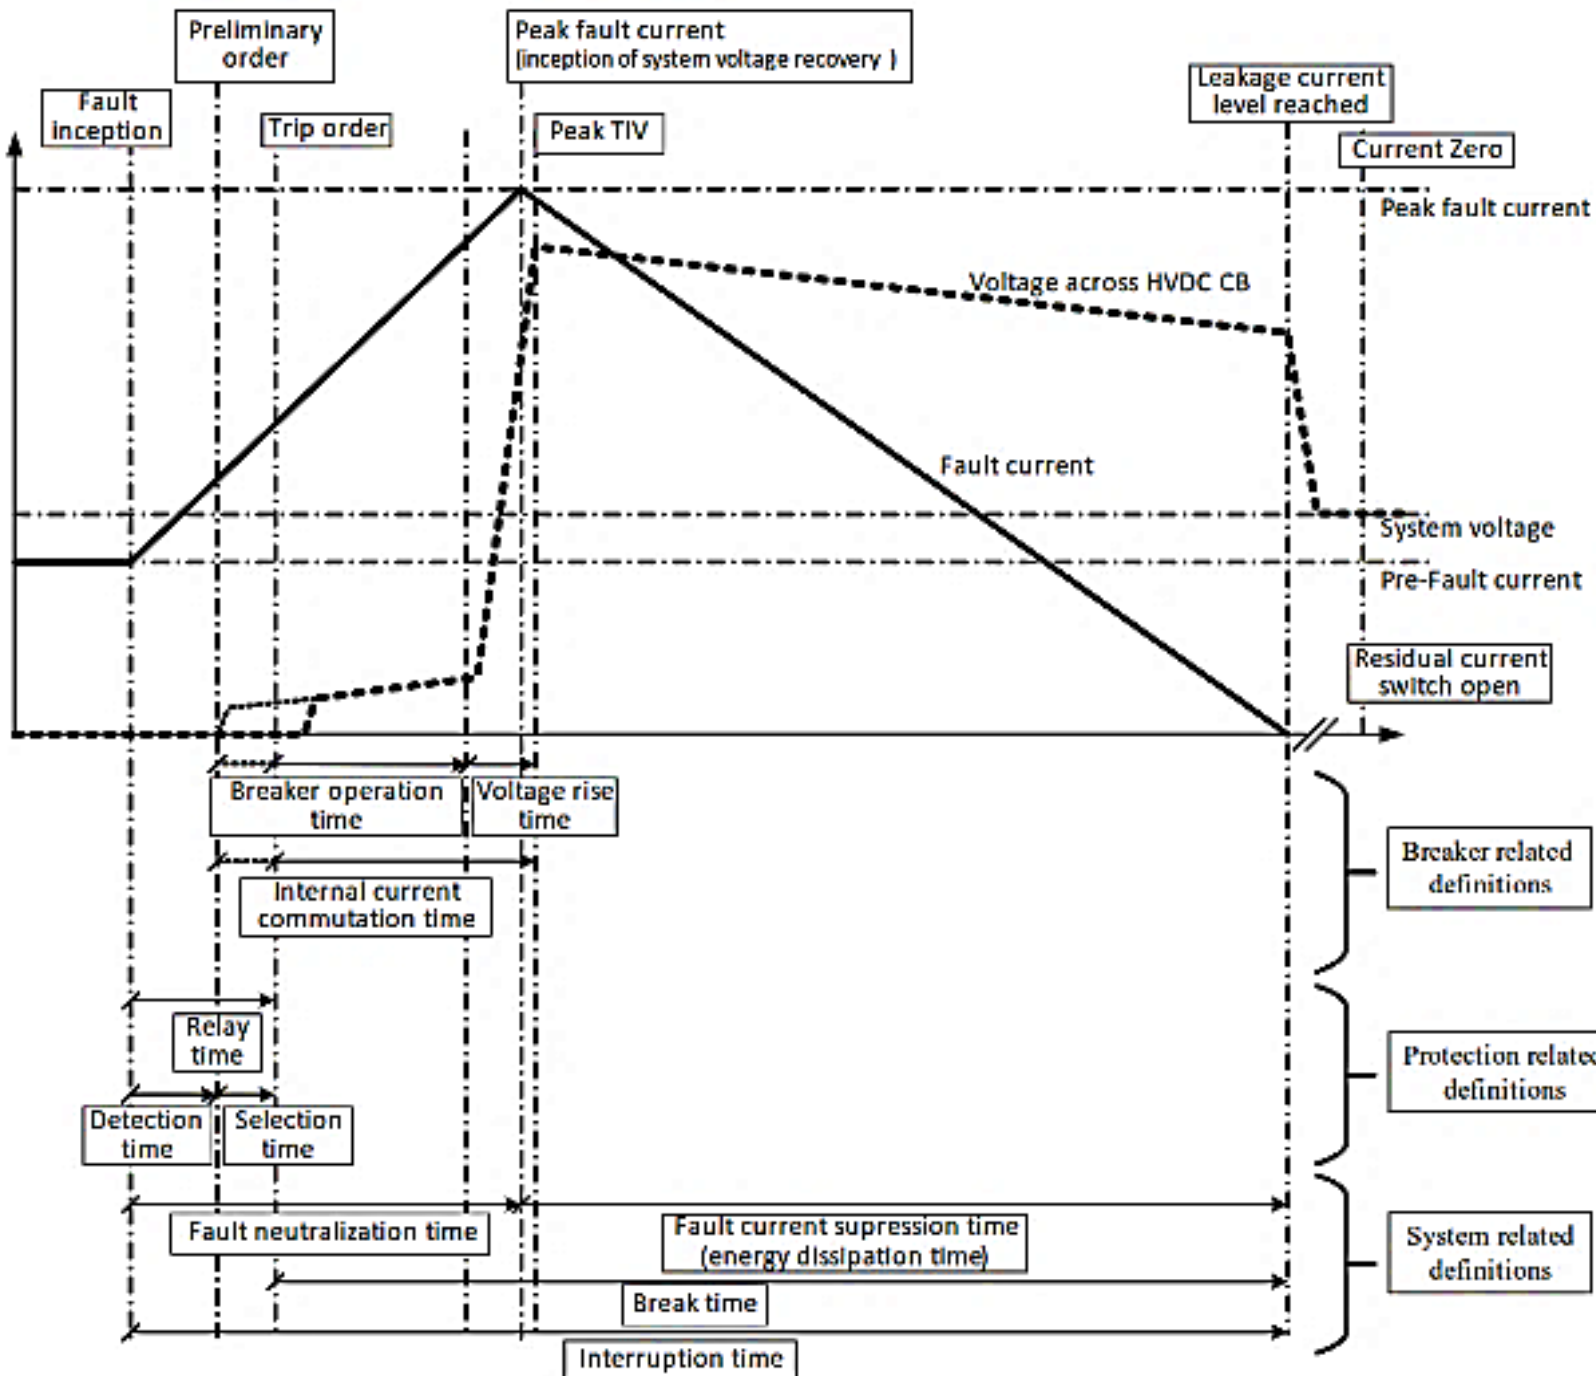 Preliminary
order
Peak fault current
(inception of system voltage recovery )
Leakage current
level reached
Fault
inception
Trip order
Peak TIV
Current Zero
Peak fault current
Voltage across HVDC CB
Fault current
System voltage
Pre-Fault current
Residual current
switch open
Breaker operation
time
Voltage rise
time
Internal current
commutation time
Breaker related
definitions
Relay
time
Protection related
definitions
Detection
time
Selection
time
Fault neutralization time
Fault current supression time
(energy dissipation time)
System related
definitions
Break time
Interruption time